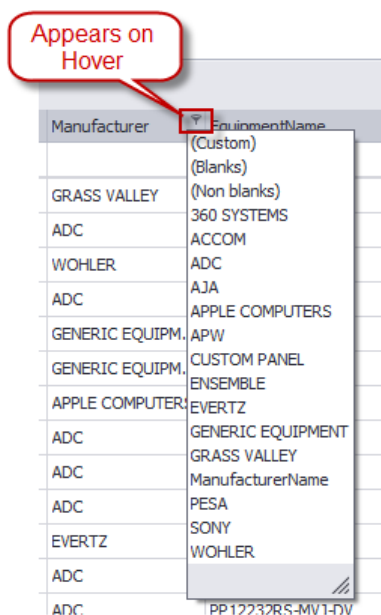 Appears on
Hover
Manufacturer
EquipmentName
(Custom)
(Blanks)
(Non blanks)
360 SYSTEMS
ACCOM
ADC
AJA
APPLE COMPUTERS
APW
CUSTOM PANEL
ENSEMBLE
EVERTZ
GENERIC EQUIPMENT
GRASS VALLEY
ManufacturerName
PESA
SONY
WOHLER
GRASS VALLEY
ADC
WOHLER
ADC
GENERIC EQUIPM.
GENERIC EQUIPM.
APPLE COMPUTERS
ADC
ADC
ADC
EVERTZ
ADC
ADC
PP12232RS-MVJ-DV